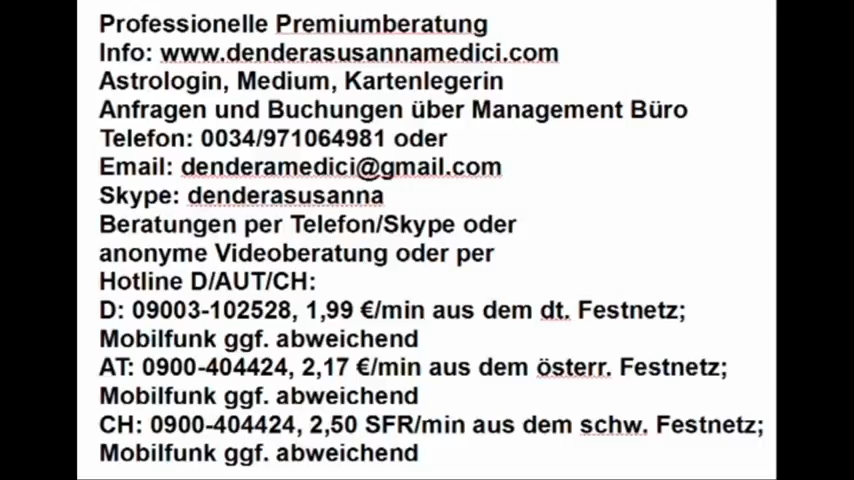 Professionelle Premiumberatung
Info: www.denderasusannamedici.com
Astrologin, Medium, Kartenlegerin
Anfragen und Buchungen über Management Büro
Telefon: 0034/971064981 oder
Email: denderamedici@gmail.com
Skype: denderasusanna
Beratungen per Telefon/Skype oder
anonyme Videoberatung oder per
Hotline D/AUT/CH:
D: 09003-102528, 1,99 €/min aus dem dt. Festnetz;
Mobilfunk ggf. abweichend
AT: 0900-404424, 2,17 €/min aus dem österr. Festnetz;
Mobilfunk ggf. abweichend
CH: 0900-404424, 2,50 SFR/min aus dem schw. Festnetz;
Mobilfunk ggf. abweichend